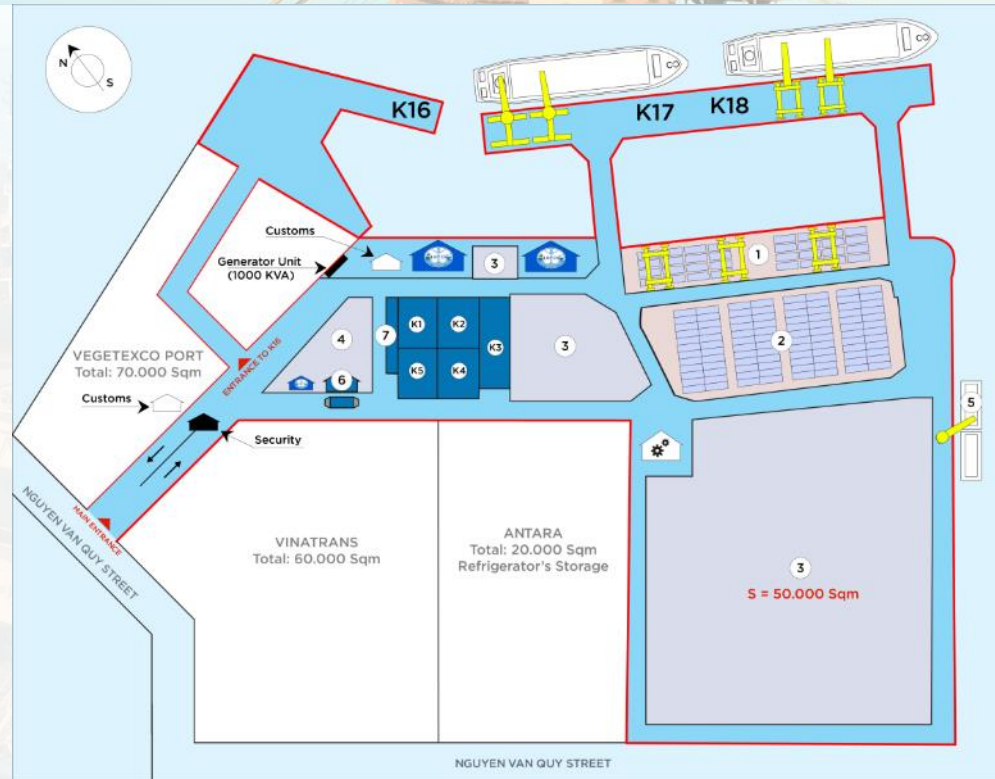 N
S
K16
K17
K18
Customs
Generator Unit
(1000 KVA)
3
1
4
7
K1
K2
K3
K5
K4
3
2
6
5
VEGETEXCO PORT
Total: 70.000 Sqm
ENTRANCE TO K16
Customs
Security
MAIN ENTRANCE
NGUYEN VAN QUY STREET
VINATRANS
Total: 60.000 Sqm
ANTARA
Total: 20.000 Sqm
Refrigerator's Storage
3
S = 50.000 Sqm
NGUYEN VAN QUY STREET